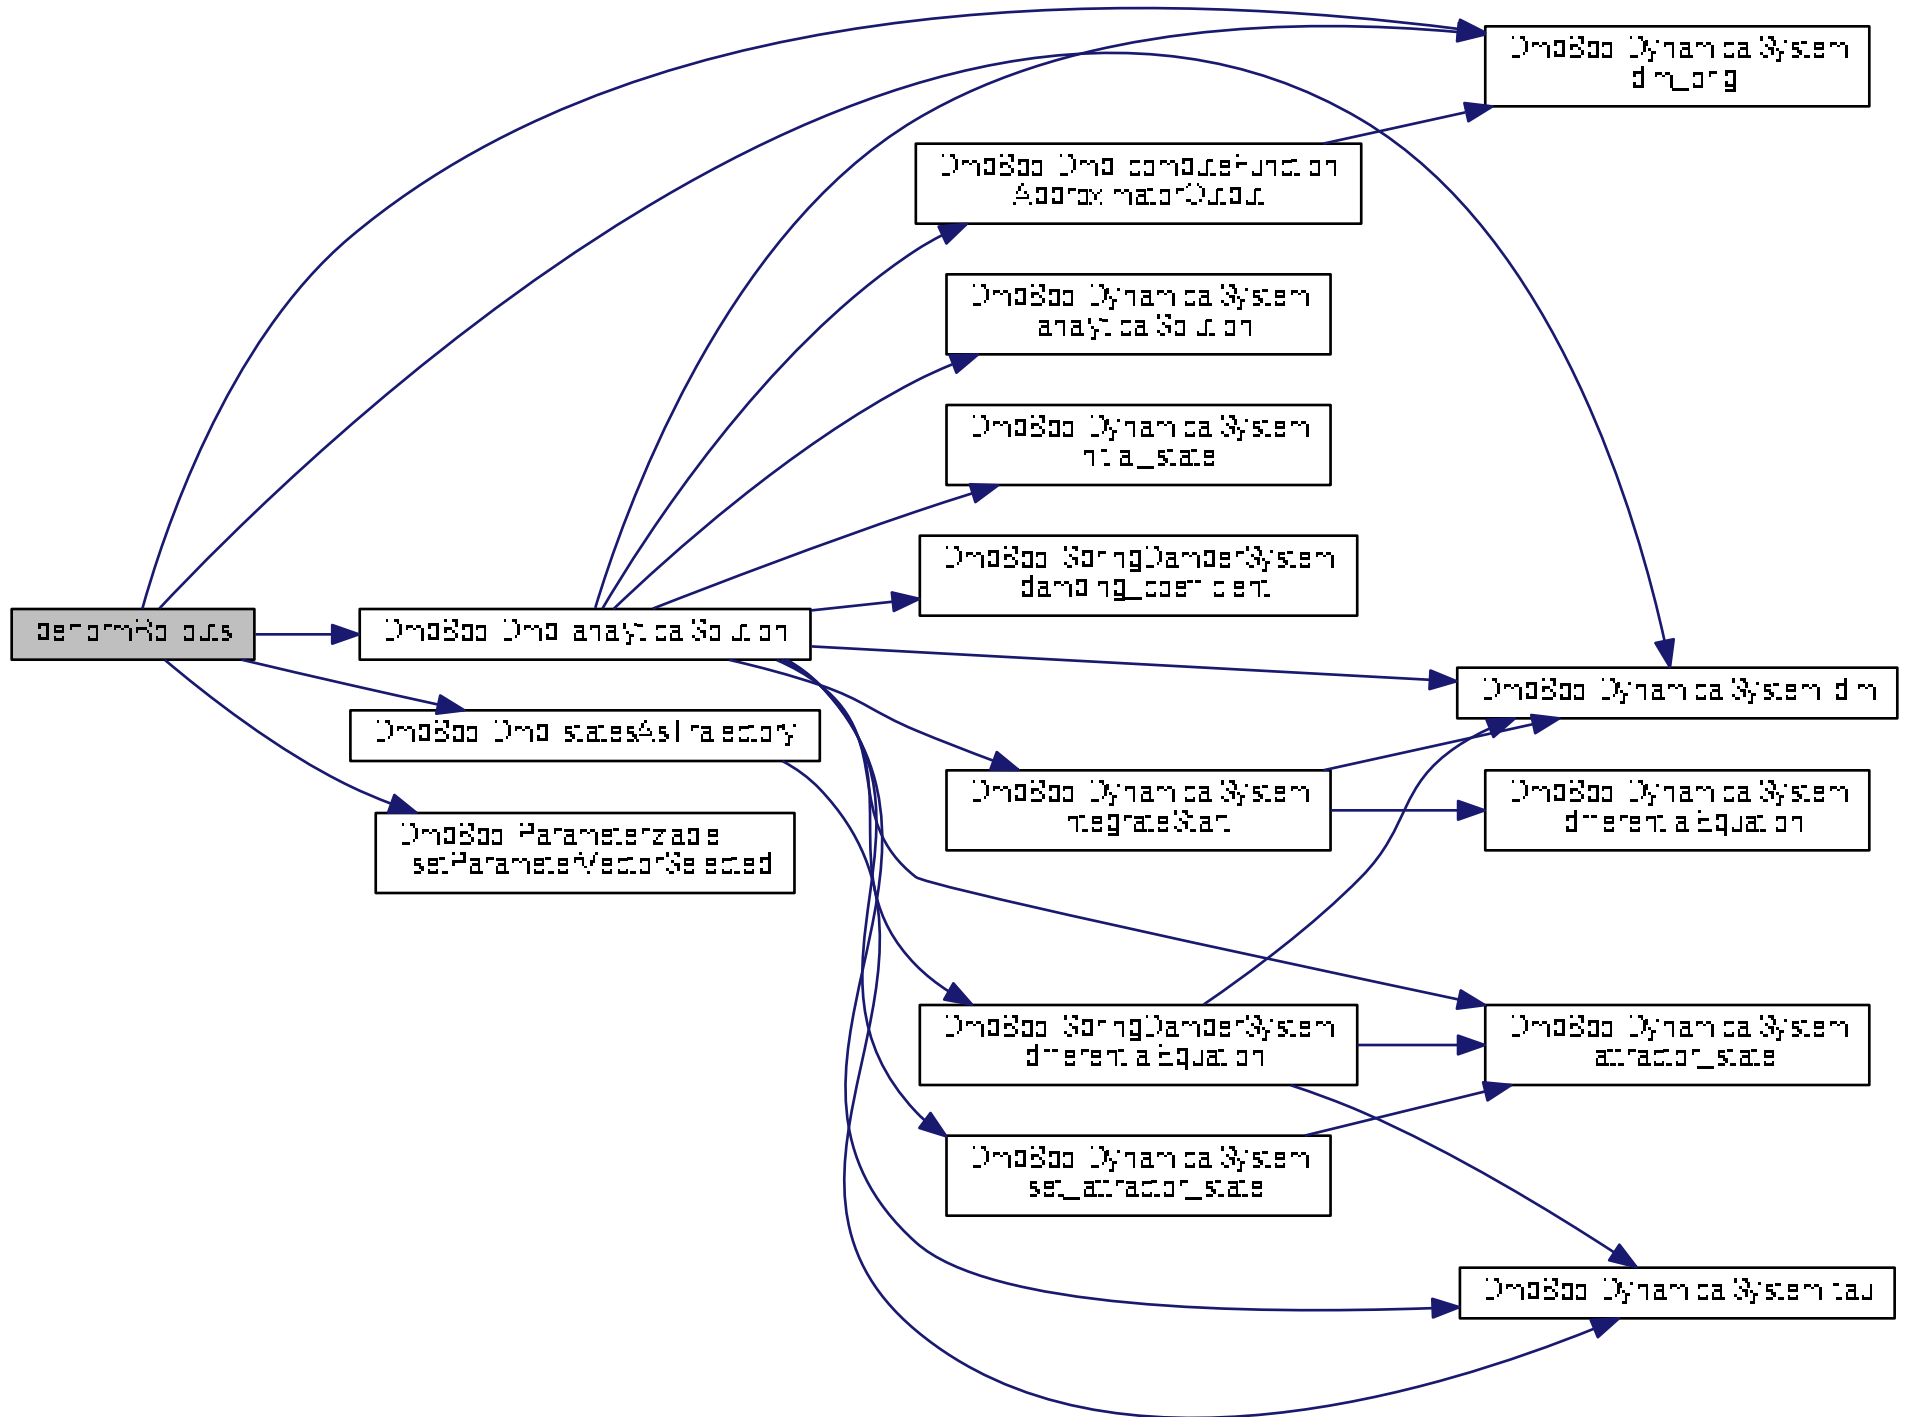 performRollouts
DmpBbo::Dmp::analyticalSolution
DmpBbo::Dmp::statesAsTrajectory
DmpBbo::Parameterizable
::setParameterVectorSelected
DmpBbo::Dmp::computeFunction
ApproximatorOutput
DmpBbo::DynamicalSystem
::analyticalSolution
DmpBbo::DynamicalSystem
::initial_state
DmpBbo::SpringDamperSystem
::damping_coefficient
DmpBbo::DynamicalSystem
::integrateStart
DmpBbo::SpringDamperSystem
::differentialEquation
DmpBbo::DynamicalSystem
::set_attractor_state
DmpBbo::DynamicalSystem
::dim_orig
DmpBbo::DynamicalSystem::dim
DmpBbo::DynamicalSystem
::differentialEquation
DmpBbo::DynamicalSystem
::attractor_state
DmpBbo::DynamicalSystem::tau